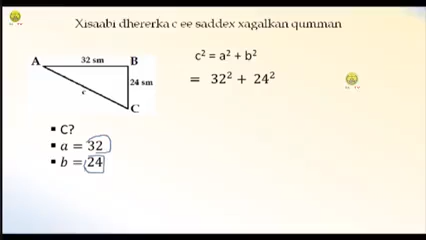 Xisaabi dhererka c ee saddex xagalkan qumman
A 32 sm B
24 sm
c
C
c² = a² + b²
= 32² + 24²
▪ C?
▪ a = 32
▪ b = 24